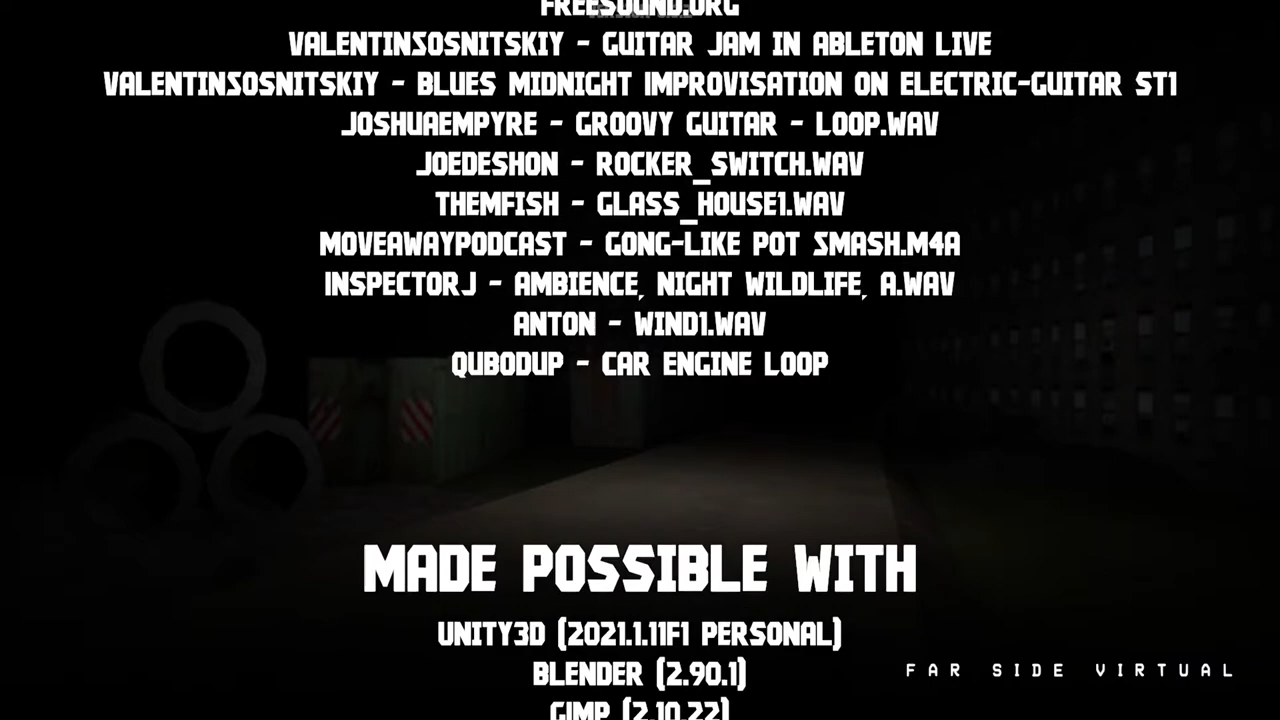 FREESOUND.ORG
VALENTINSOSNITSKIY - GUITAR JAM IN ABLETON LIVE
VALENTINSOSNITSKIY - BLUES MIDNIGHT IMPROVISATION ON ELECTRIC-GUITAR ST1
JOSHUAEMPYRE - GROOVY GUITAR - LOOP.WAV
JOEDESHON - ROCKER_SWITCH.WAV
THEMFISH - GLASS_HOUSE1.WAV
MOVEAWAYPODCAST - GONG-LIKE POT SMASH.M4A
INSPECTORJ - AMBIENCE, NIGHT WILDLIFE, A.WAV
ANTON - WIND1.WAV
QUBODUP - CAR ENGINE LOOP
MADE POSSIBLE WITH
UNITY3D (2021.1.11F1 PERSONAL)
BLENDER (2.90.1)
FAR SIDE VIRTUAL
GIMP (2.10.22)